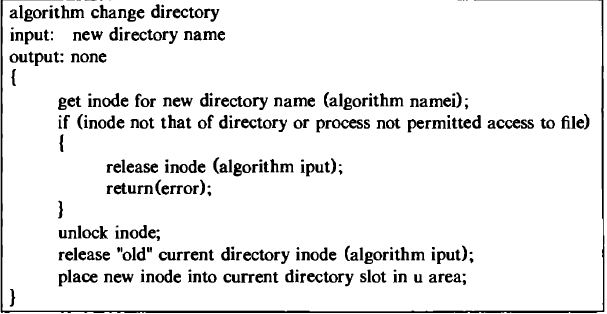 algorithm change directory
input: new directory name
output: none
{
get inode for new directory name (algorithm namei);
if (inode not that of directory or process not permitted access to file)
{
release inode (algorithm iput);
return(error);
}
unlock inode;
release "old" current directory inode (algorithm iput);
place new inode into current directory slot in u area;
}